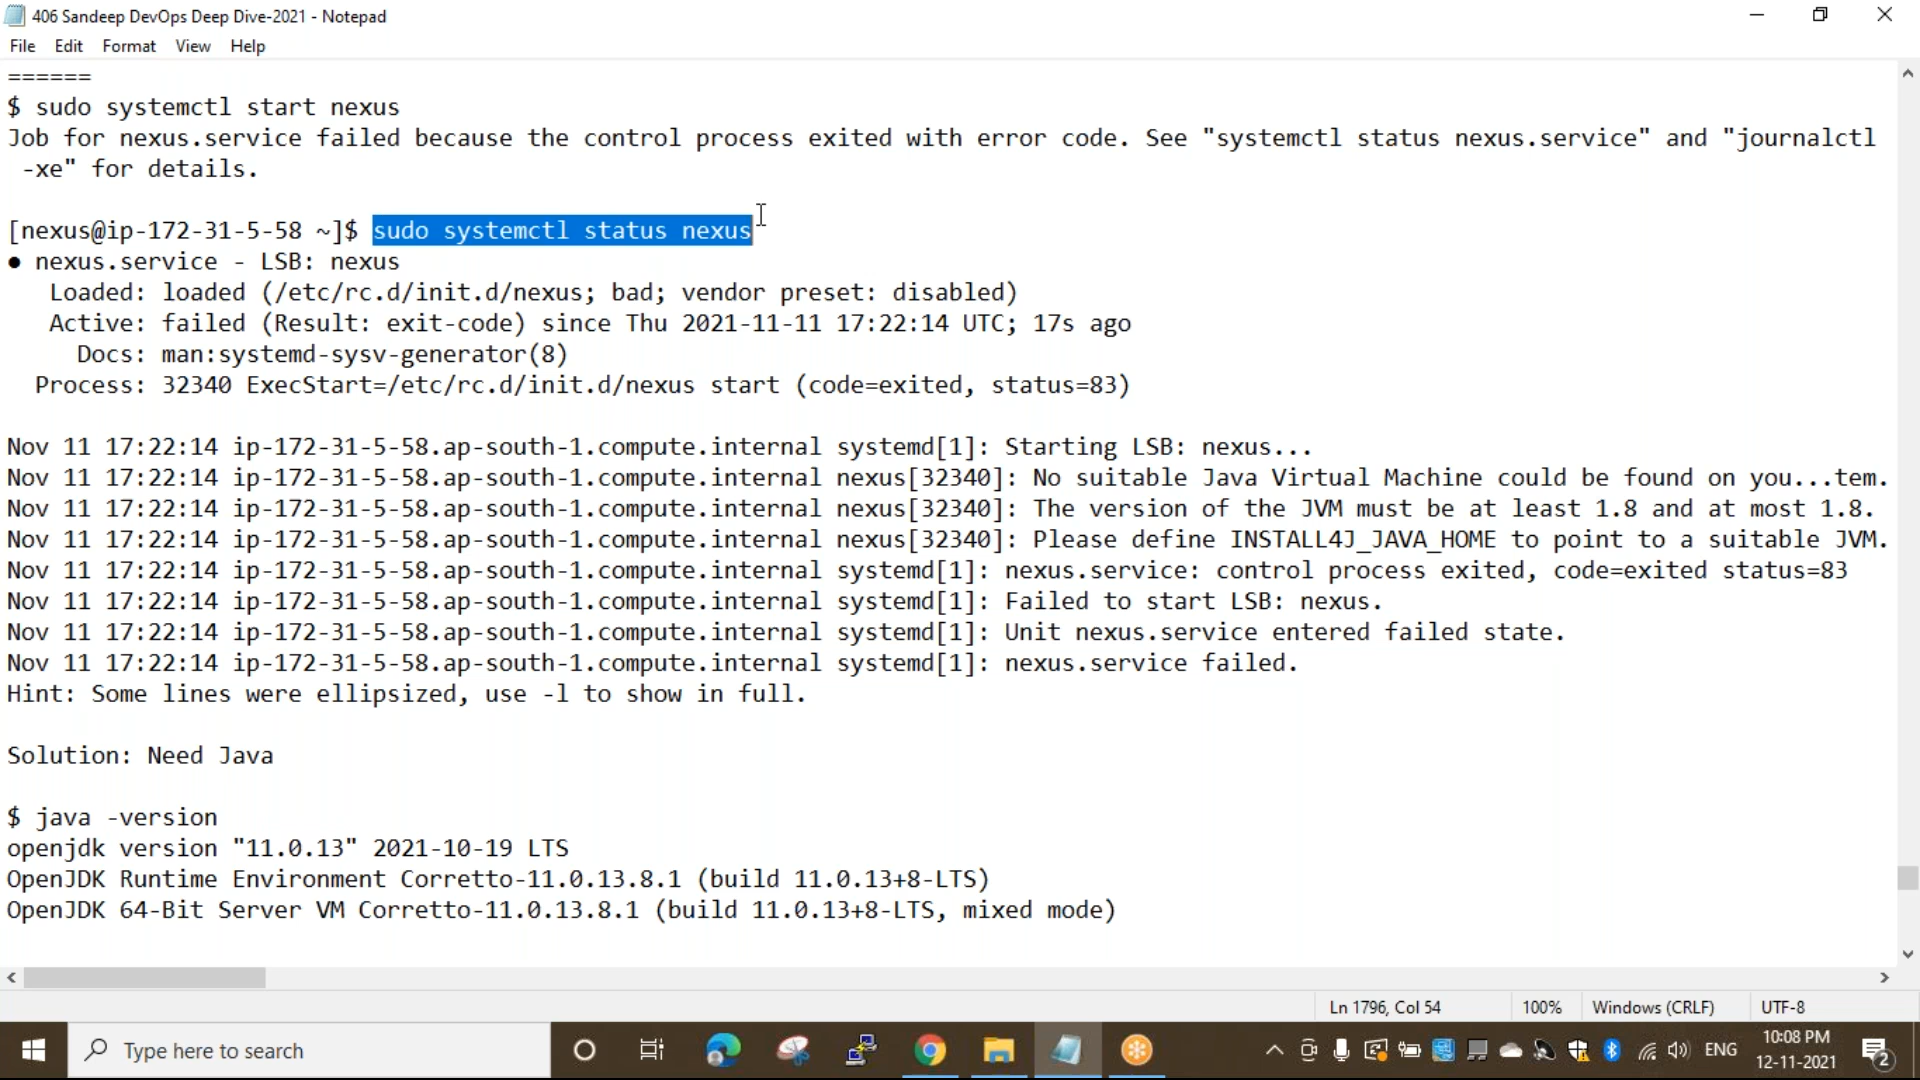 406 Sandeep DevOps Deep Dive-2021 - Notepad
File Edit Format View Help
======
$ sudo systemctl start nexus
Job for nexus.service failed because the control process exited with error code. See "systemctl status nexus.service" and "journalctl
-xe" for details.
[nexus@ip-172-31-5-58 ~]$ sudo systemctl status nexus
● nexus.service - LSB: nexus
Loaded: loaded (/etc/rc.d/init.d/nexus; bad; vendor preset: disabled)
Active: failed (Result: exit-code) since Thu 2021-11-11 17:22:14 UTC; 17s ago
Docs: man:systemd-sysv-generator(8)
Process: 32340 ExecStart=/etc/rc.d/init.d/nexus start (code=exited, status=83)
Nov 11 17:22:14 ip-172-31-5-58.ap-south-1.compute.internal systemd[1]: Starting LSB: nexus...
Nov 11 17:22:14 ip-172-31-5-58.ap-south-1.compute.internal nexus[32340]: No suitable Java Virtual Machine could be found on you...tem.
Nov 11 17:22:14 ip-172-31-5-58.ap-south-1.compute.internal nexus[32340]: The version of the JVM must be at least 1.8 and at most 1.8.
Nov 11 17:22:14 ip-172-31-5-58.ap-south-1.compute.internal nexus[32340]: Please define INSTALL4J_JAVA_HOME to point to a suitable JVM.
Nov 11 17:22:14 ip-172-31-5-58.ap-south-1.compute.internal systemd[1]: nexus.service: control process exited, code=exited status=83
Nov 11 17:22:14 ip-172-31-5-58.ap-south-1.compute.internal systemd[1]: Failed to start LSB: nexus.
Nov 11 17:22:14 ip-172-31-5-58.ap-south-1.compute.internal systemd[1]: Unit nexus.service entered failed state.
Nov 11 17:22:14 ip-172-31-5-58.ap-south-1.compute.internal systemd[1]: nexus.service failed.
Hint: Some lines were ellipsized, use -l to show in full.
Solution: Need Java
$ java -version
openjdk version "11.0.13" 2021-10-19 LTS
OpenJDK Runtime Environment Corretto-11.0.13.8.1 (build 11.0.13+8-LTS)
OpenJDK 64-Bit Server VM Corretto-11.0.13.8.1 (build 11.0.13+8-LTS, mixed mode)
Ln 1796, Col 54 100% Windows (CRLF) UTF-8
Type here to search
ENG
10:08 PM
12-11-2021
2